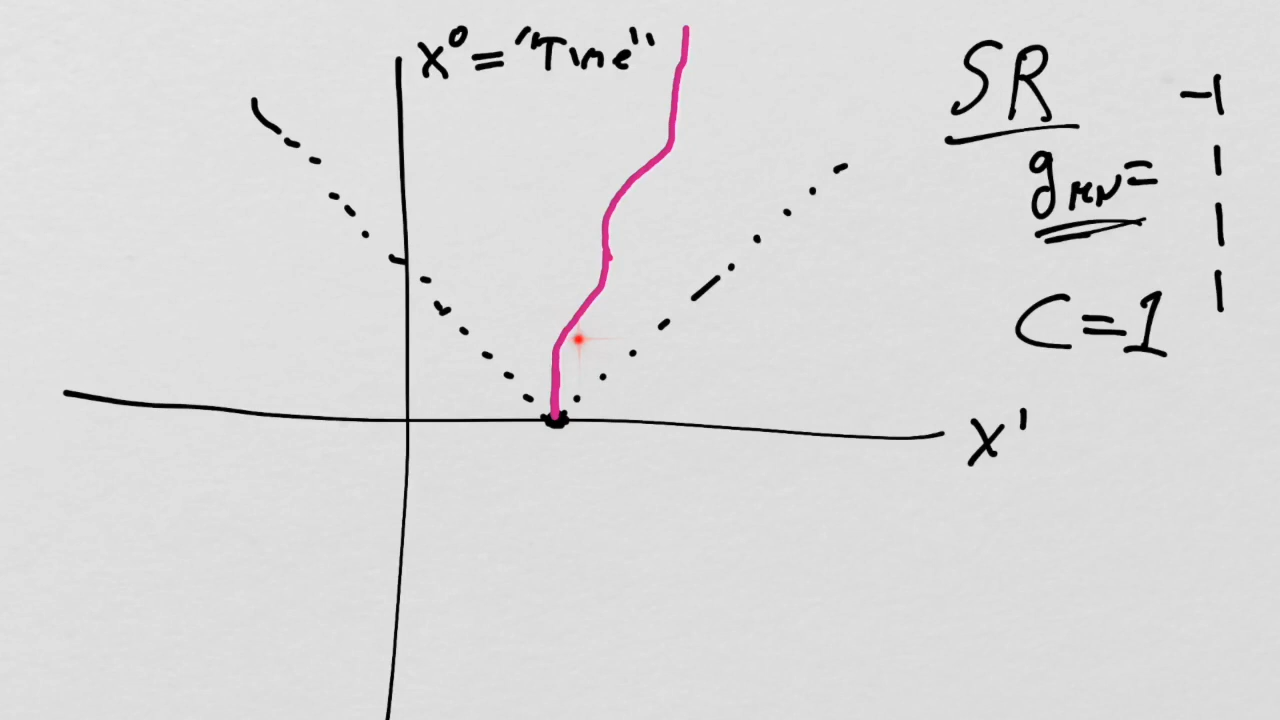 x⁰ = "Time"
SR
gμν =
-1
1
1
1
C = 1
x¹